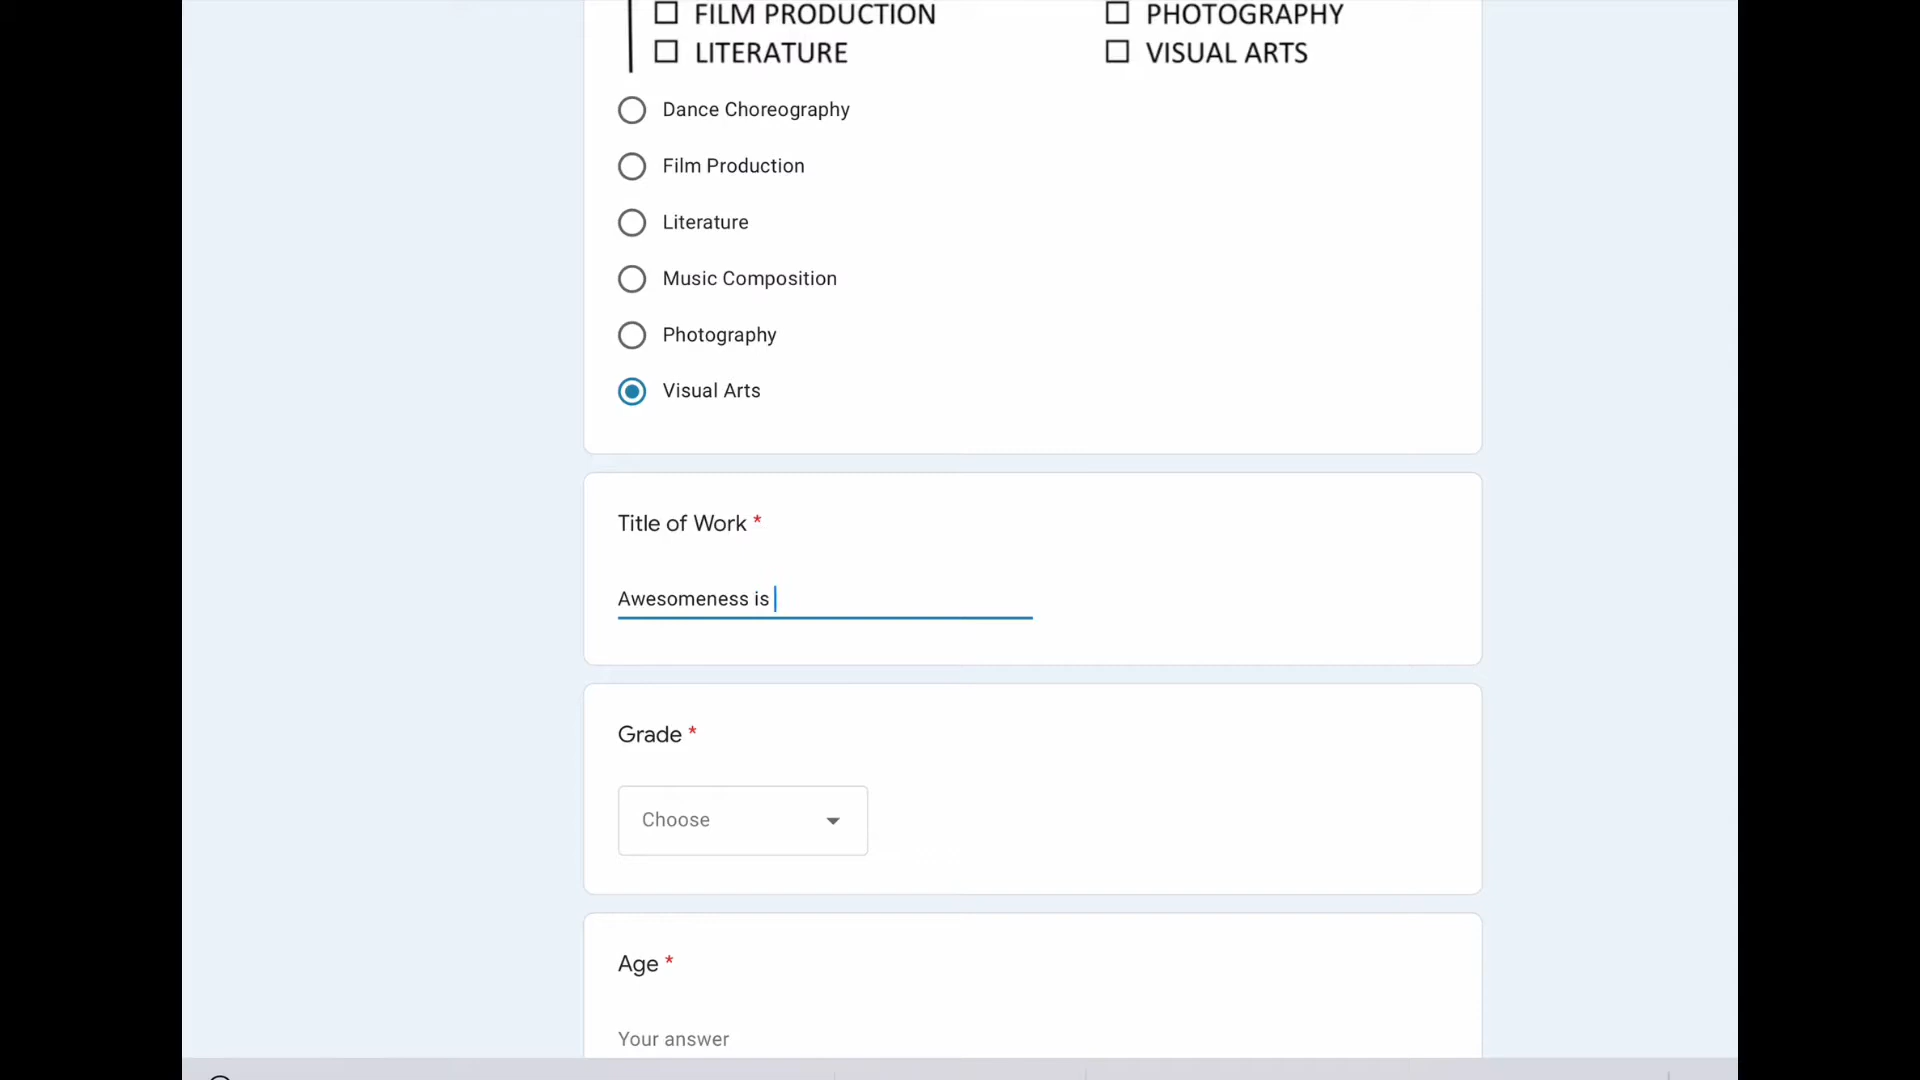 FILM PRODUCTION PHOTOGRAPHY
LITERATURE VISUAL ARTS
Dance Choreography
Film Production
Literature
Music Composition
Photography
Visual Arts
Title of Work *
Awesomeness is
Grade *
Choose
Age *
Your answer